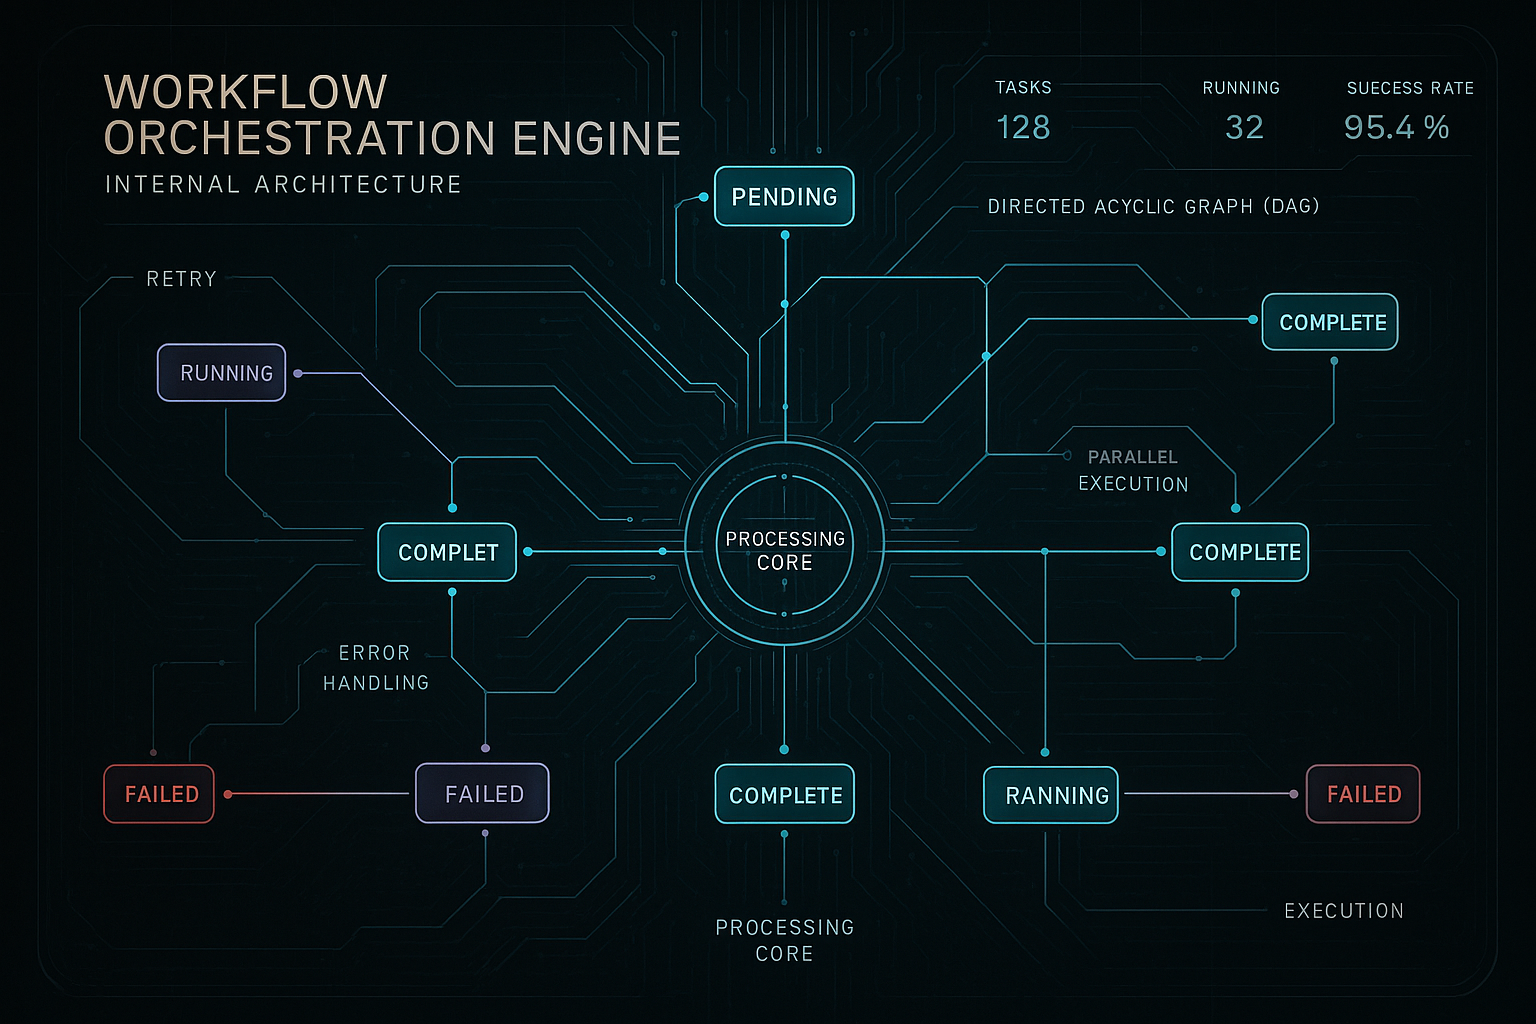 WORKFLOW
ORCHESTRATION ENGINE
INTERNAL ARCHITECTURE
TASKS
128
RUNNING
32
SUECESS RATE
95.4 %
PENDING
DIRECTED ACYCLIC GRAPH (DAG)
RETRY
COMPLETE
RUNNING
PARALLEL
EXECUTION
COMPLET
PROCESSING
CORE
COMPLETE
ERROR
HANDLING
FAILED
FAILED
COMPLETE
RANNING
FAILED
PROCESSING
CORE
EXECUTION